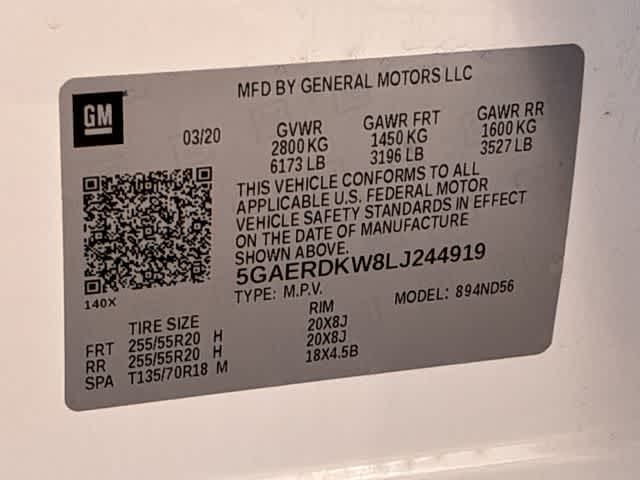 MFD BY GENERAL MOTORS LLC
GM
03/20 GVWR GAWR FRT GAWR RR
2800 KG 1450 KG 1600 KG
6173 LB 3196 LB 3527 LB
THIS VEHICLE CONFORMS TO ALL
APPLICABLE U.S. FEDERAL MOTOR
VEHICLE SAFETY STANDARDS IN EFFECT
ON THE DATE OF MANUFACTURE
SHOWN ABOVE.
5GAERDKW8LJ244919
140X
TYPE: M.P.V. MODEL: 894ND56
TIRE SIZE RIM
FRT 255/55R20 H 20X8J
RR 255/55R20 H 20X8J
SPA T135/70R18 M 18X4.5B